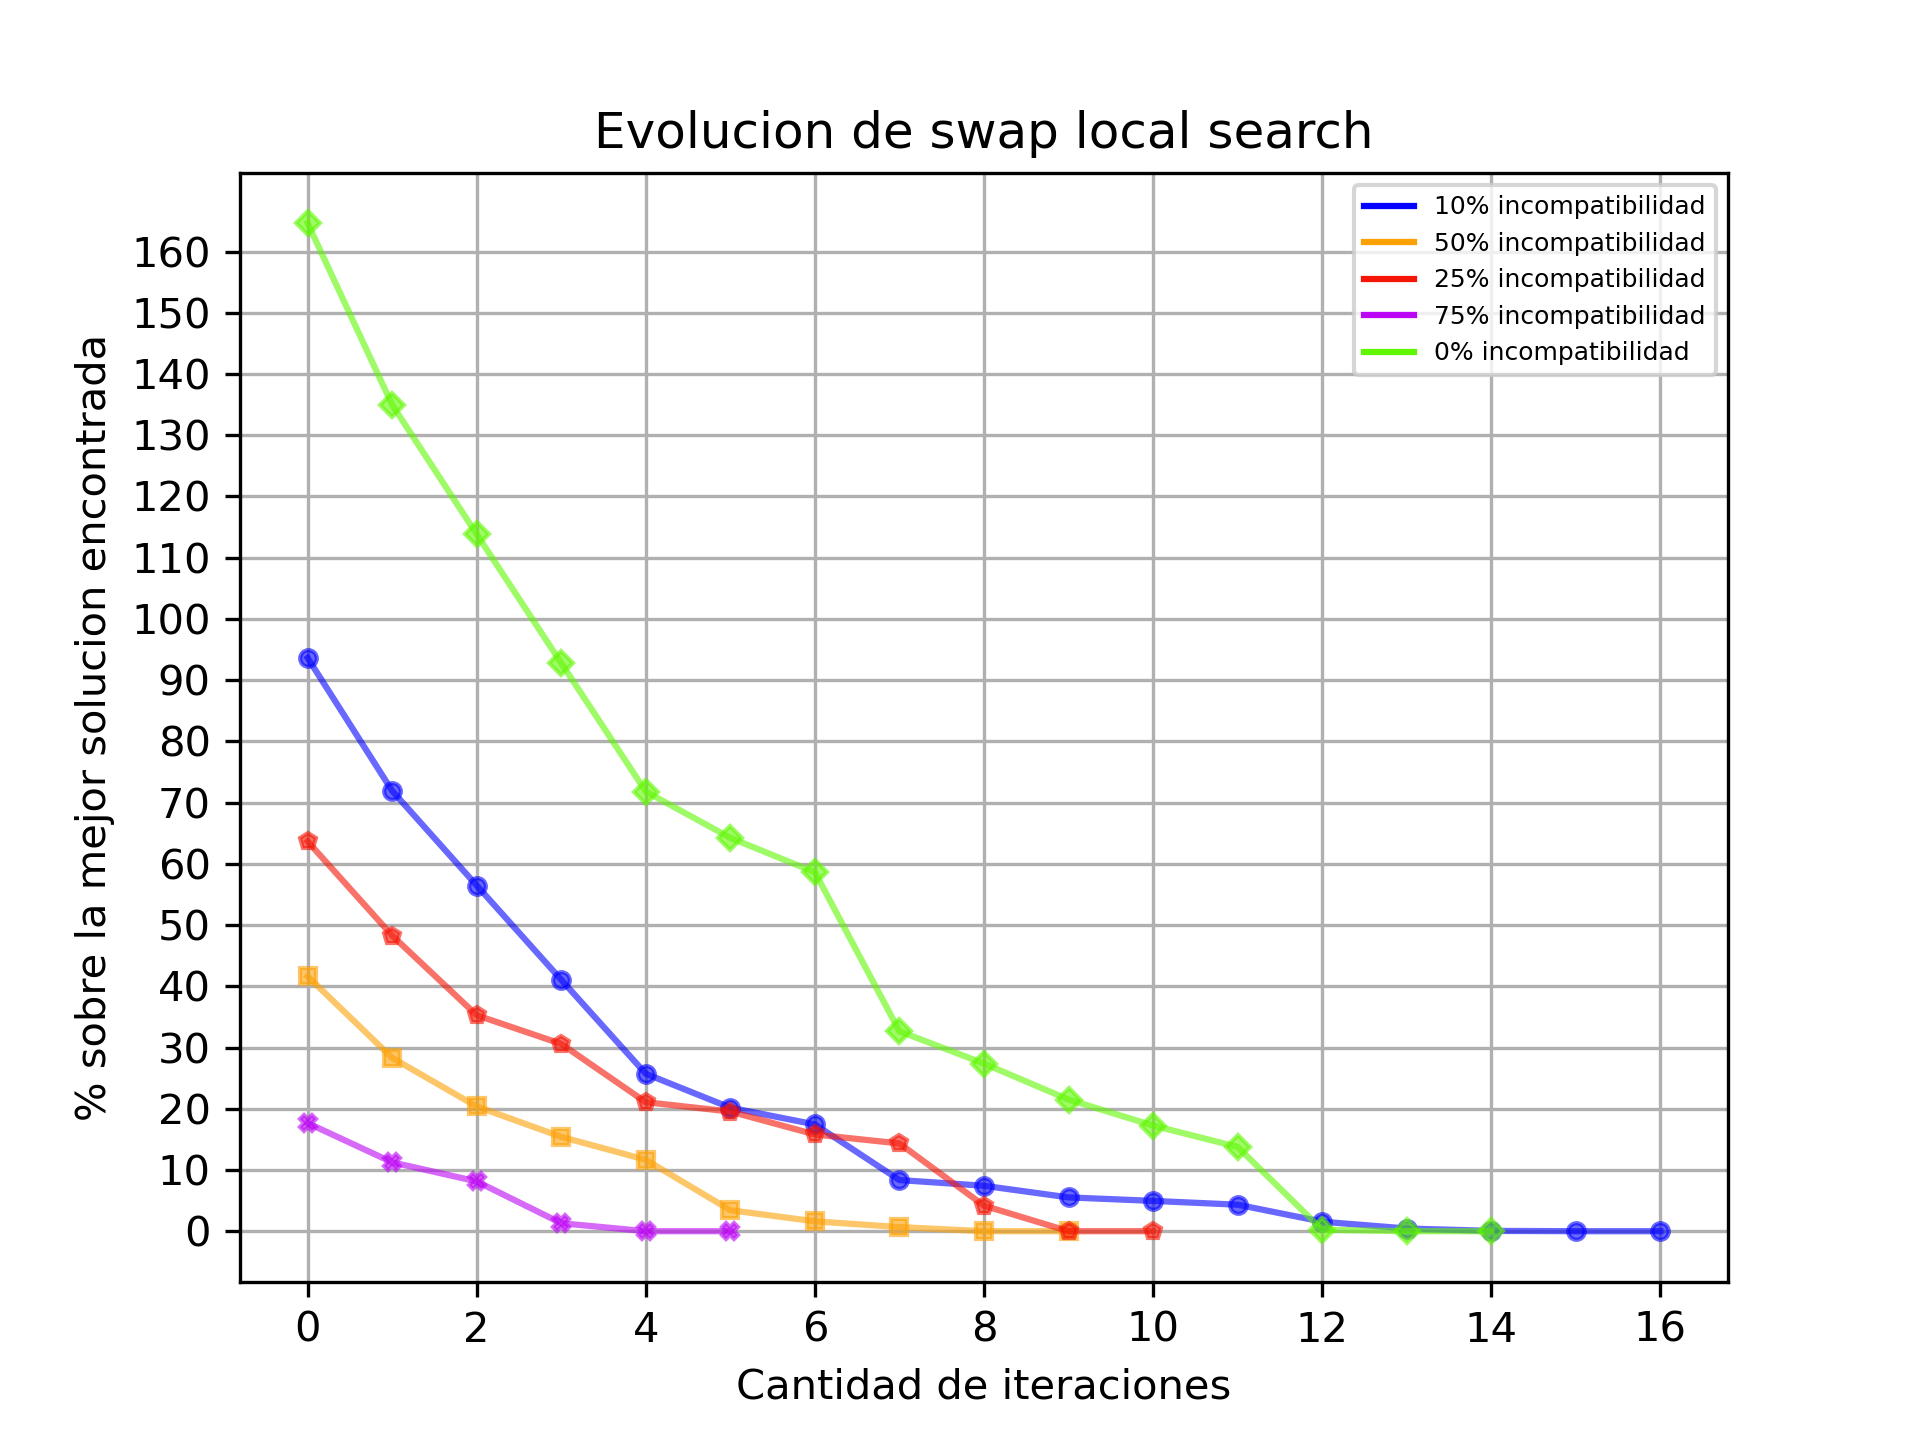 Evolucion de swap local search
% sobre la mejor solucion encontrada
160
150
140
130
120
110
100
90
80
70
60
50
40
30
20
10
0
10% incompatibilidad
50% incompatibilidad
25% incompatibilidad
75% incompatibilidad
0% incompatibilidad
0 2 4 6 8 10 12 14 16
Cantidad de iteraciones